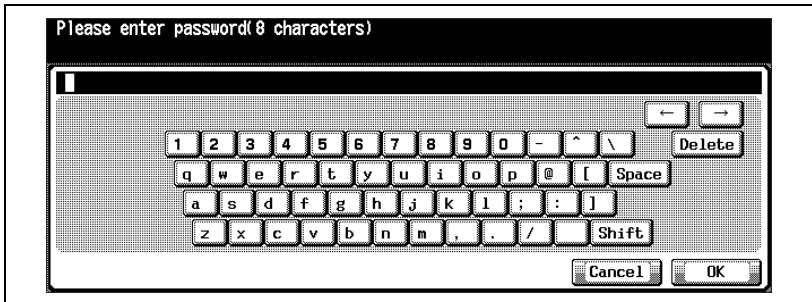 Please enter password(8 characters)
← →
1 2 3 4 5 6 7 8 9 0 - ^ \ Delete
q w e r t y u i o p @ [ Space
a s d f g h j k l ; : ]
z x c v b n m , . / Shift
Cancel OK